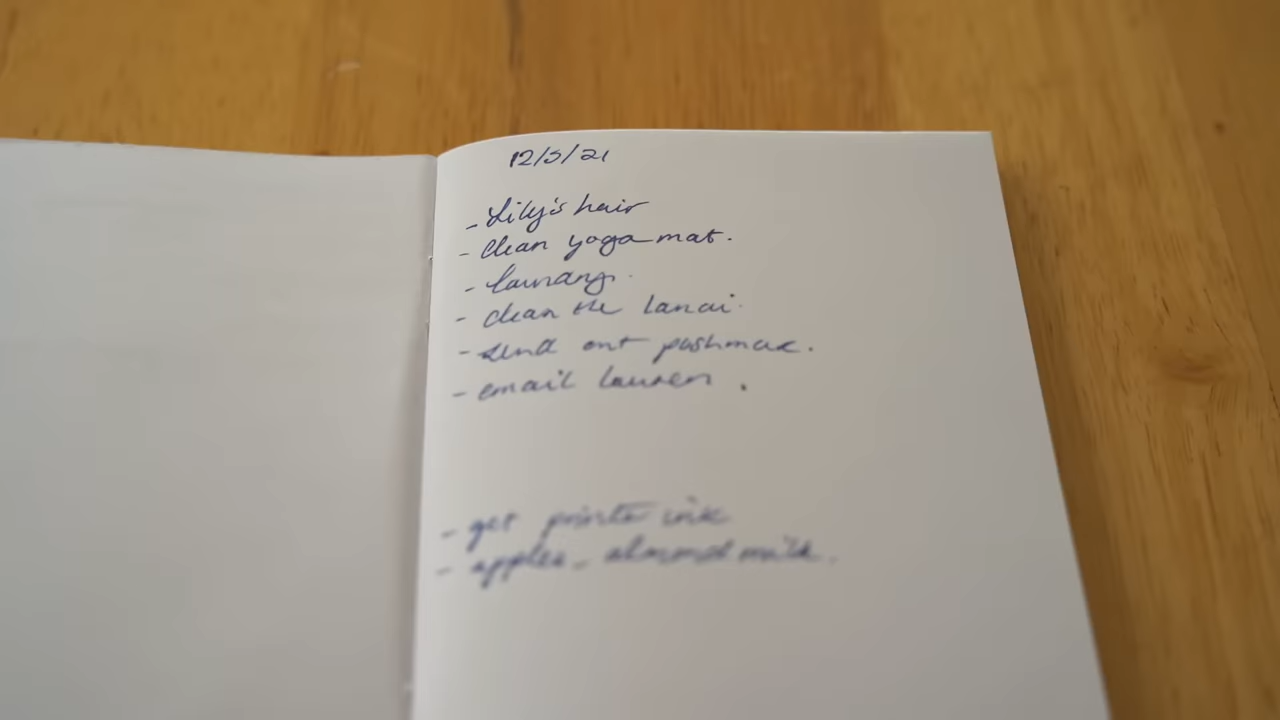 12/5/21
- Lily's hair
- Clean yoga mat.
- laundry.
- clean the lanai.
- send out poshmark.
- email lauren.
- get printer ink
- apples - almond milk.